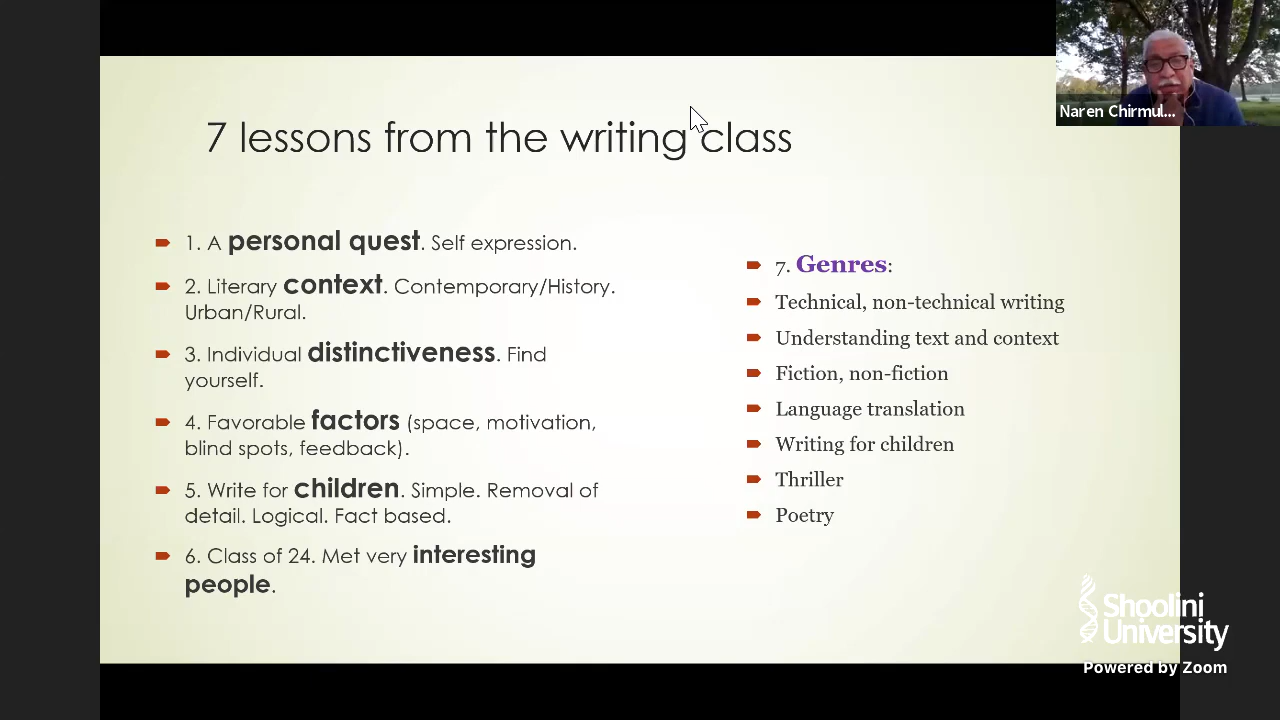 Naren Chirmul...
7 lessons from the writing class
1. A personal quest. Self expression.
2. Literary context. Contemporary/History.
Urban/Rural.
3. Individual distinctiveness. Find
yourself.
4. Favorable factors (space, motivation,
blind spots, feedback).
5. Write for children. Simple. Removal of
detail. Logical. Fact based.
6. Class of 24. Met very interesting
people.
7. Genres:
Technical, non-technical writing
Understanding text and context
Fiction, non-fiction
Language translation
Writing for children
Thriller
Poetry
Shoolini
University
Powered by Zoom